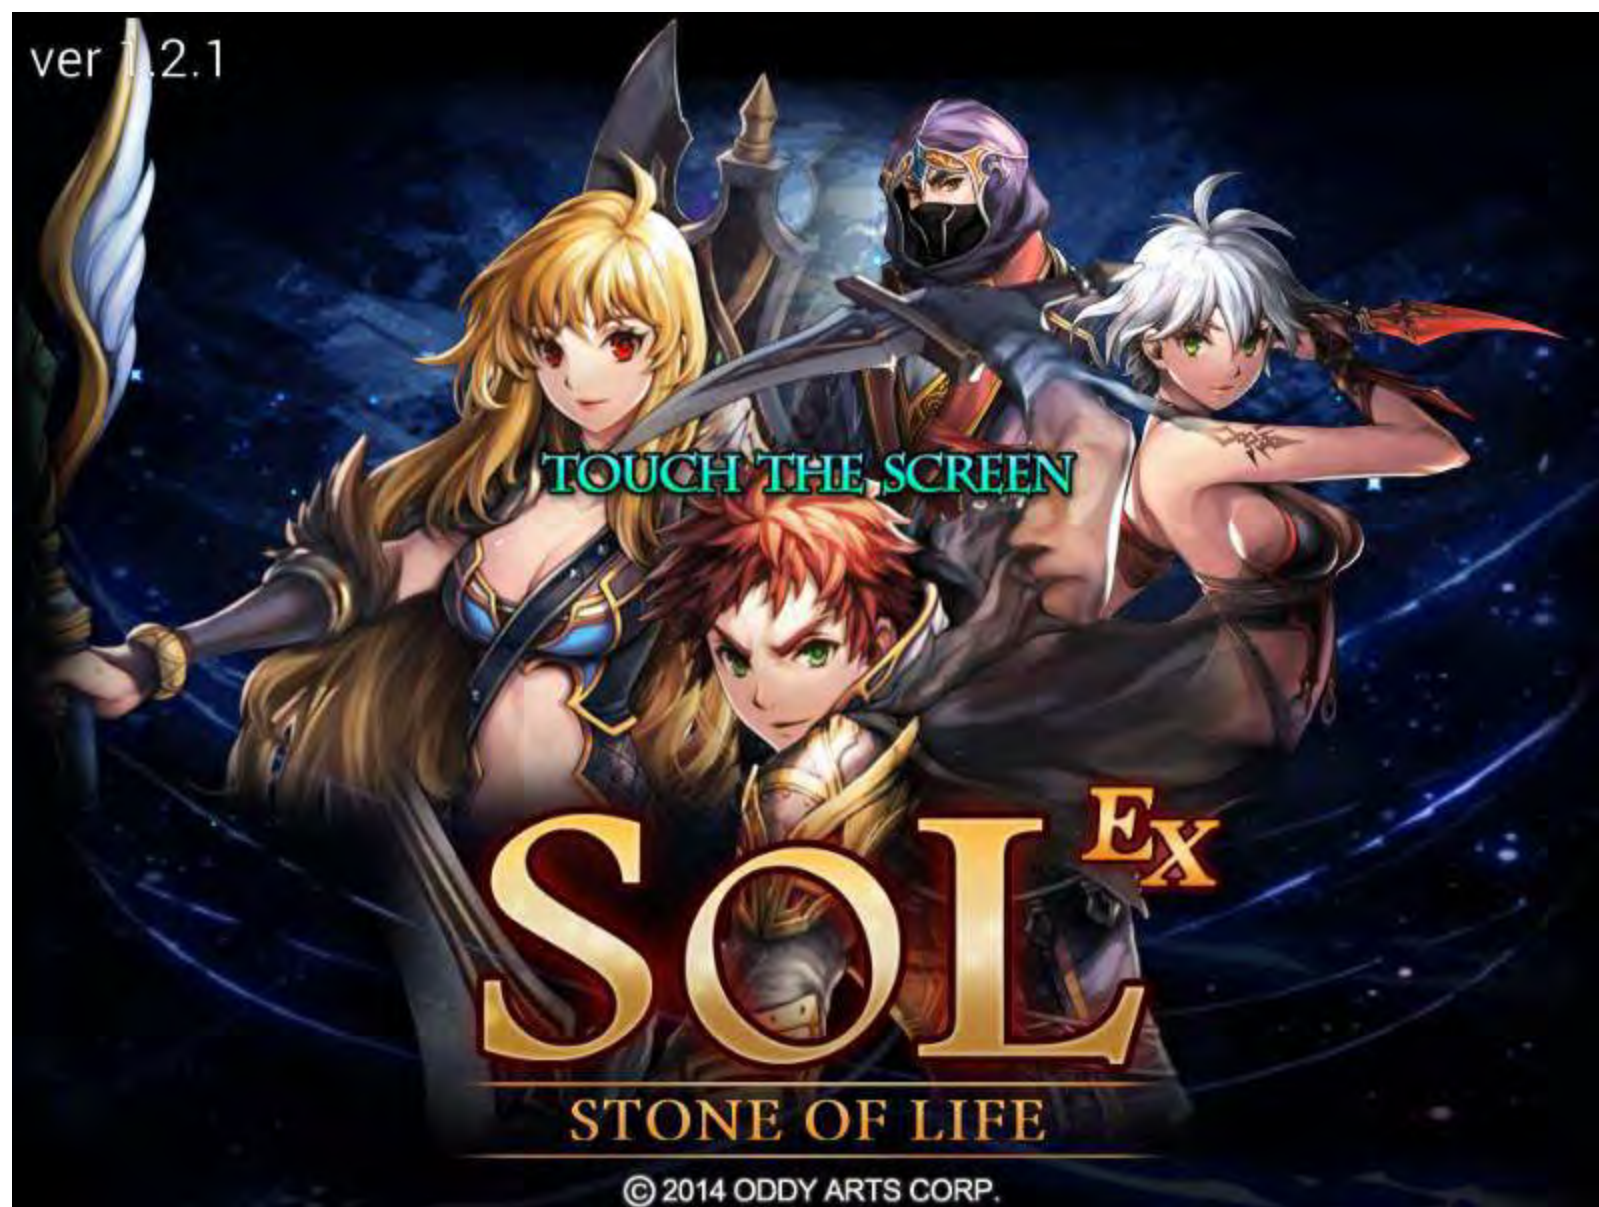 ver 1.2.1
TOUCH THE SCREEN
SOL EX
STONE OF LIFE
© 2014 ODDY ARTS CORP.